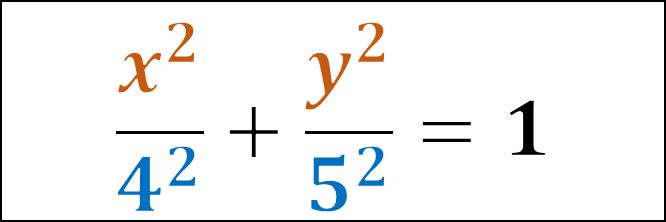 x²/4² + y²/5² = 1